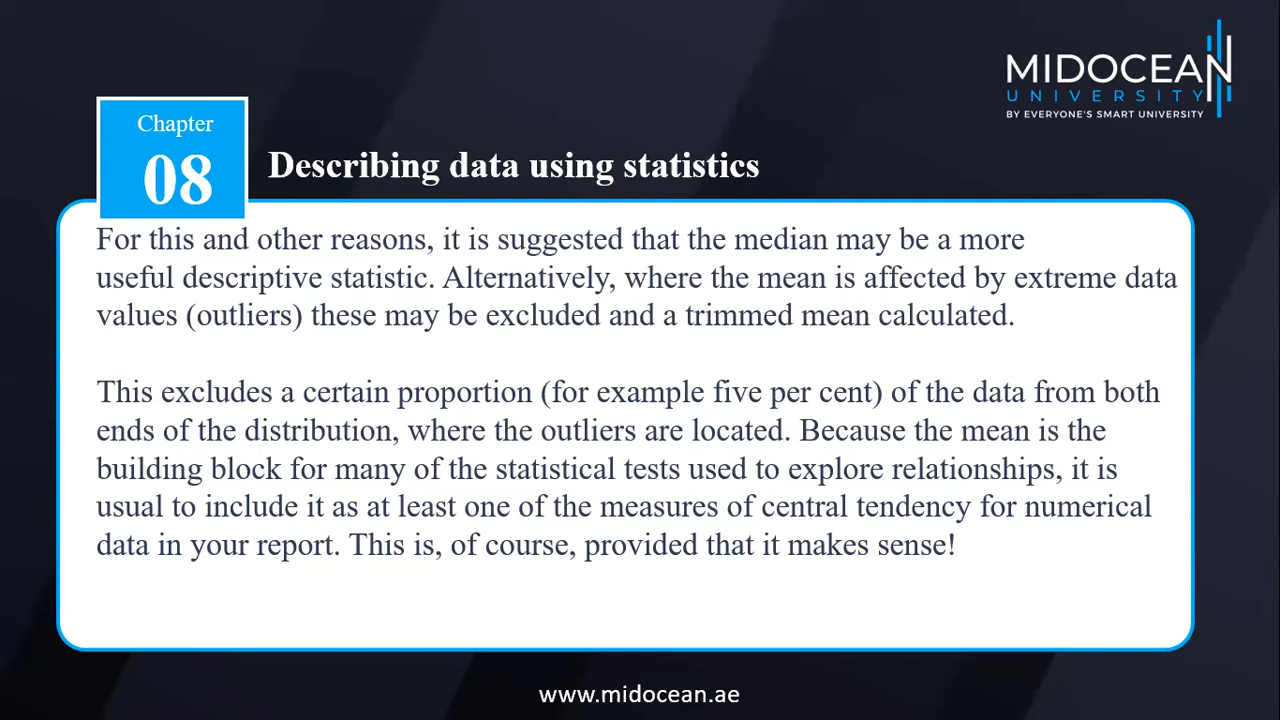 MIDOCEAN
UNIVERSITY
BY EVERYONE'S SMART UNIVERSITY
Chapter
08
Describing data using statistics
For this and other reasons, it is suggested that the median may be a more
useful descriptive statistic. Alternatively, where the mean is affected by extreme data
values (outliers) these may be excluded and a trimmed mean calculated.
This excludes a certain proportion (for example five per cent) of the data from both
ends of the distribution, where the outliers are located. Because the mean is the
building block for many of the statistical tests used to explore relationships, it is
usual to include it as at least one of the measures of central tendency for numerical
data in your report. This is, of course, provided that it makes sense!
www.midocean.ae